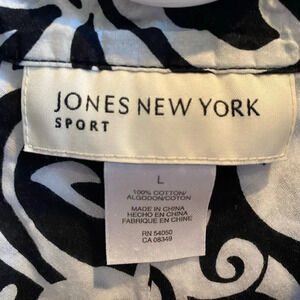 JONES NEW YORK
SPORT
L
100% COTTON/
ALGODON/COTON
MADE IN CHINA
HECHO EN CHINA
FABRIQUE EN CHINE
RN 54050
CA 08349